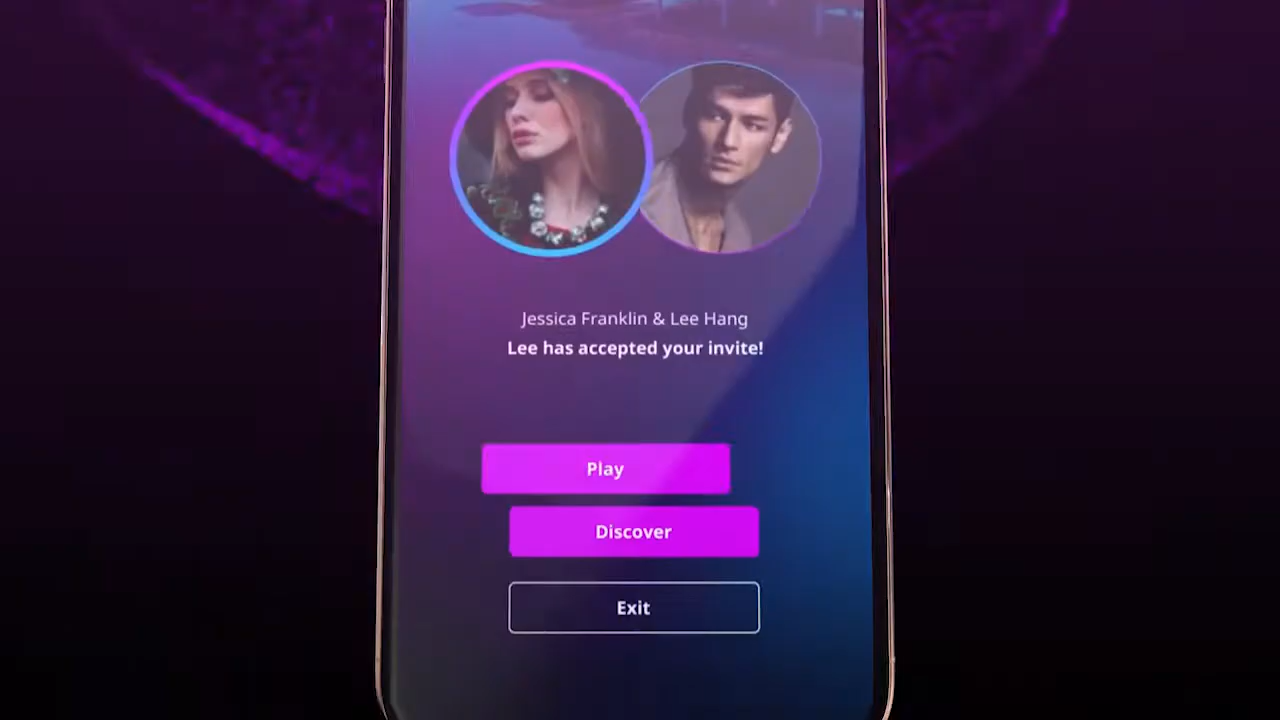 Jessica Franklin & Lee Hang
Lee has accepted your invite!
Play
Discover
Exit